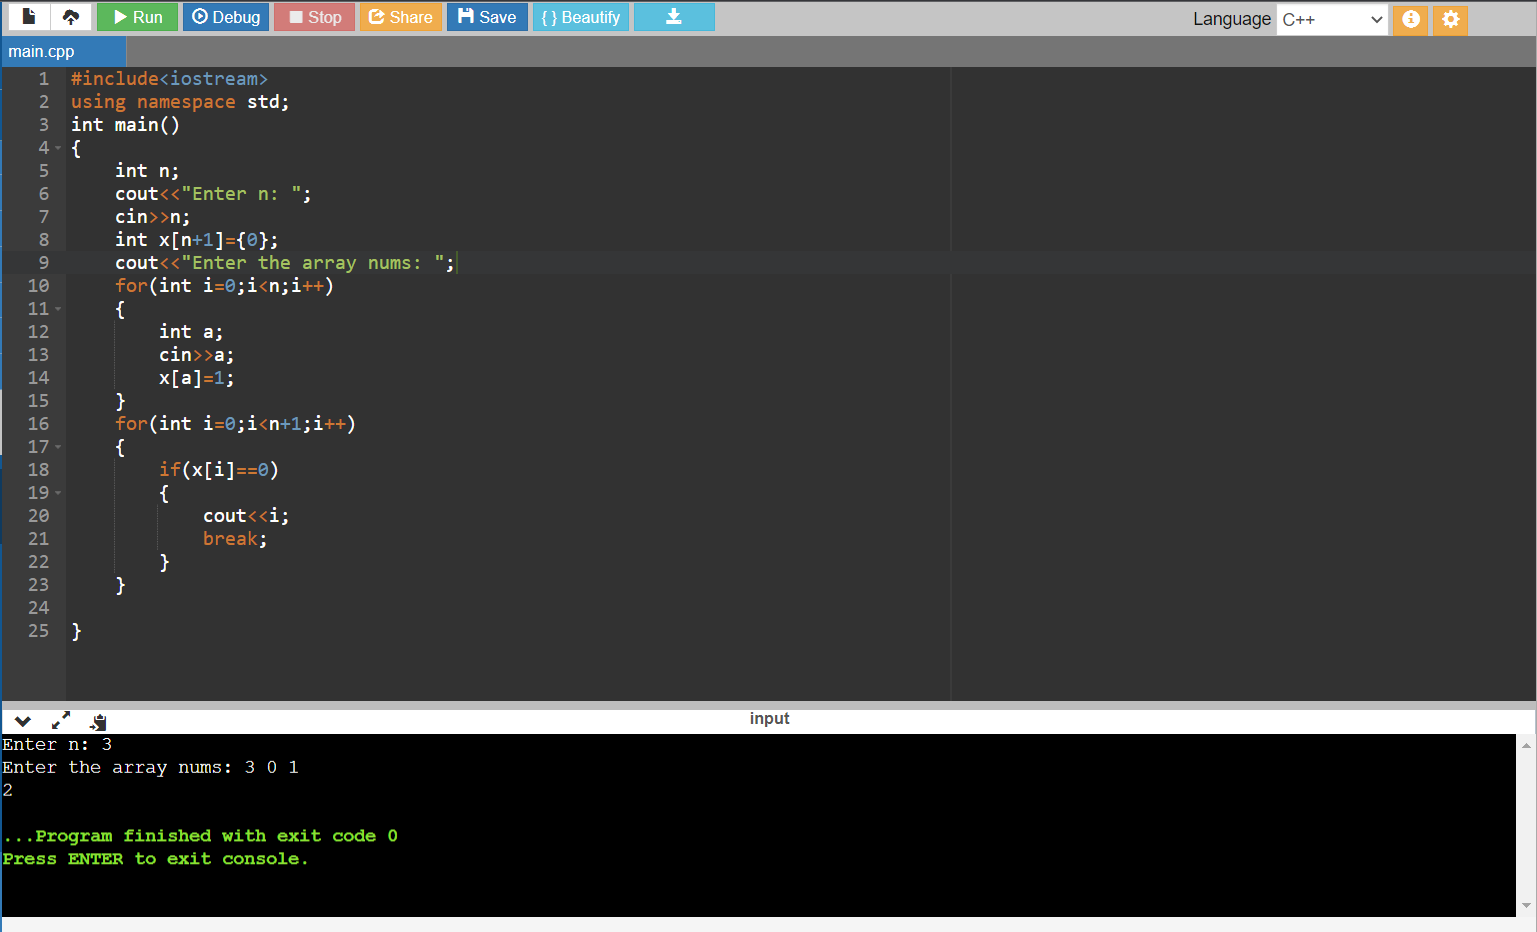 Run Debug Stop Share Save { } Beautify Language C++
main.cpp
1 #include<iostream>
2 using namespace std;
3 int main()
4 {
5     int n;
6     cout<<"Enter n: ";
7     cin>>n;
8     int x[n+1]={0};
9     cout<<"Enter the array nums: ";
10     for(int i=0;i<n;i++)
11     {
12         int a;
13         cin>>a;
14         x[a]=1;
15     }
16     for(int i=0;i<n+1;i++)
17     {
18         if(x[i]==0)
19         {
20             cout<<i;
21             break;
22         }
23     }
24
25 }
input
Enter n: 3
Enter the array nums: 3 0 1
2
...Program finished with exit code 0
Press ENTER to exit console.